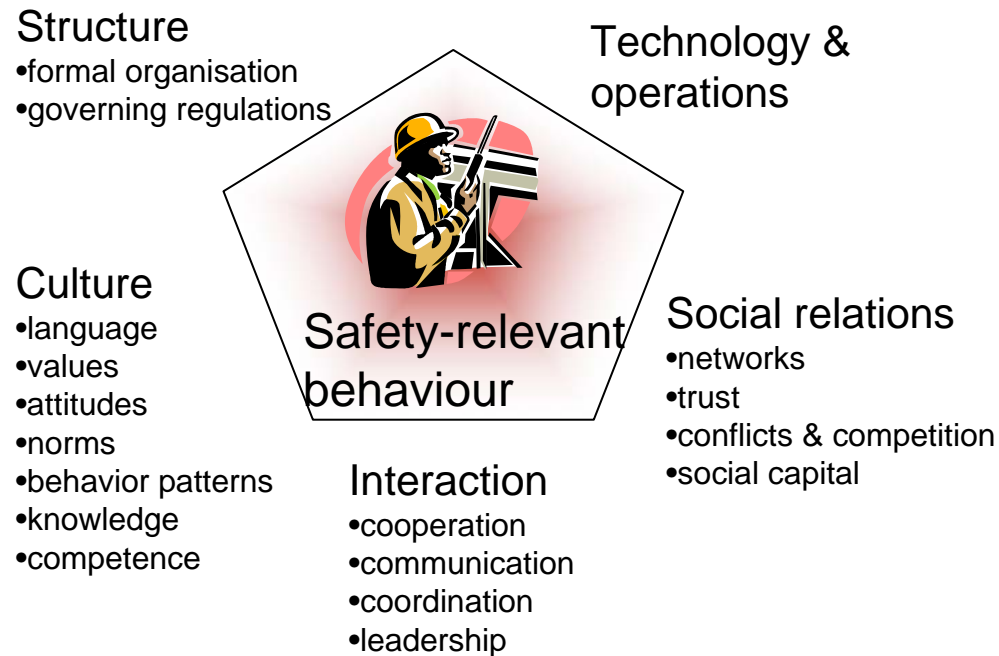 Structure
•formal organisation
•governing regulations
Technology &
operations
Culture
•language
•values
•attitudes
•norms
•behavior patterns
•knowledge
•competence
Safety-relevant
behaviour
Social relations
•networks
•trust
•conflicts & competition
•social capital
Interaction
•cooperation
•communication
•coordination
•leadership